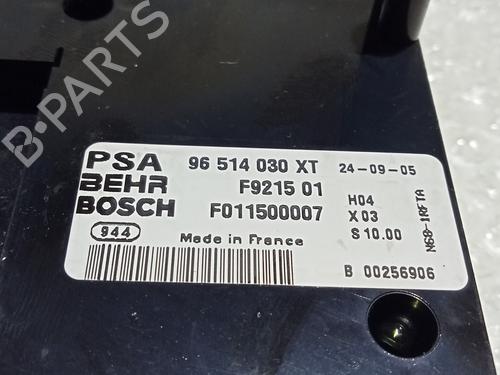 B-PARTS
PSA 96 514 030 XT 24-09-05
BEHR F9215 01 H04
BOSCH F011500007 X 03
944 Made in France S 10.00
B 00256906
N68-1RFTA